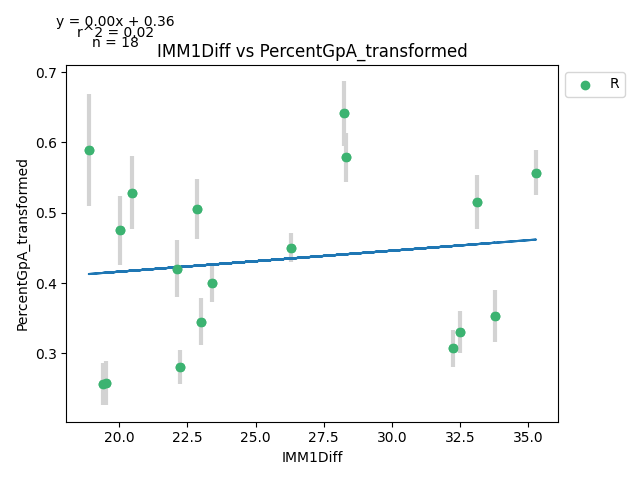 y = 0.00x + 0.36
r^2 = 0.02
n = 18
IMM1Diff vs PercentGpA_transformed
R
PercentGpA_transformed
0.7
0.6
0.5
0.4
0.3
20.0 22.5 25.0 27.5 30.0 32.5 35.0
IMM1Diff